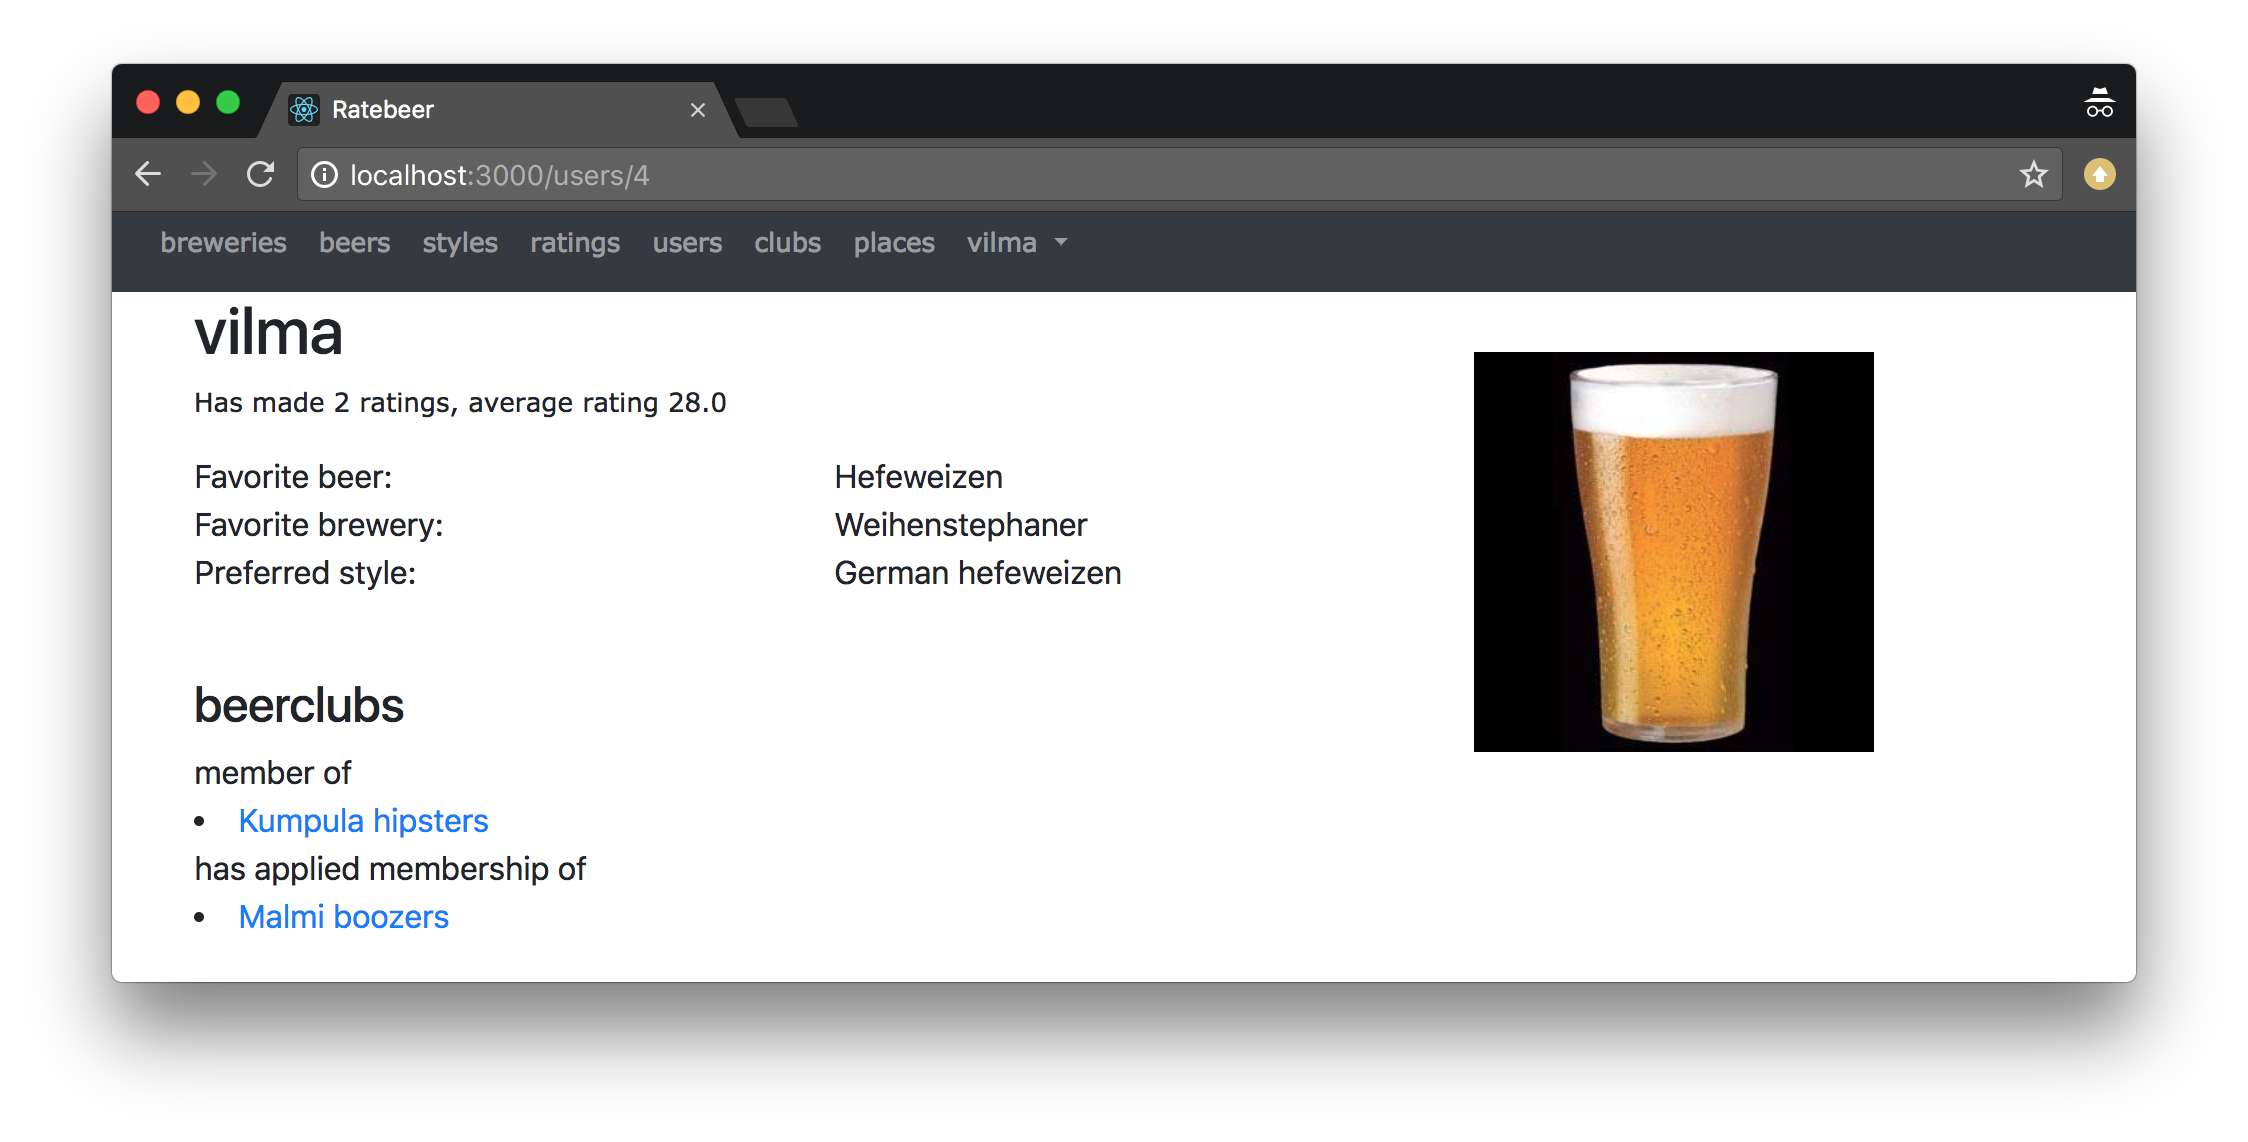 Ratebeer
localhost:3000/users/4
breweries beers styles ratings users clubs places vilma
vilma
Has made 2 ratings, average rating 28.0
Favorite beer: Hefeweizen
Favorite brewery: Weihenstephaner
Preferred style: German hefeweizen
beerclubs
member of
• Kumpula hipsters
has applied membership of
• Malmi boozers